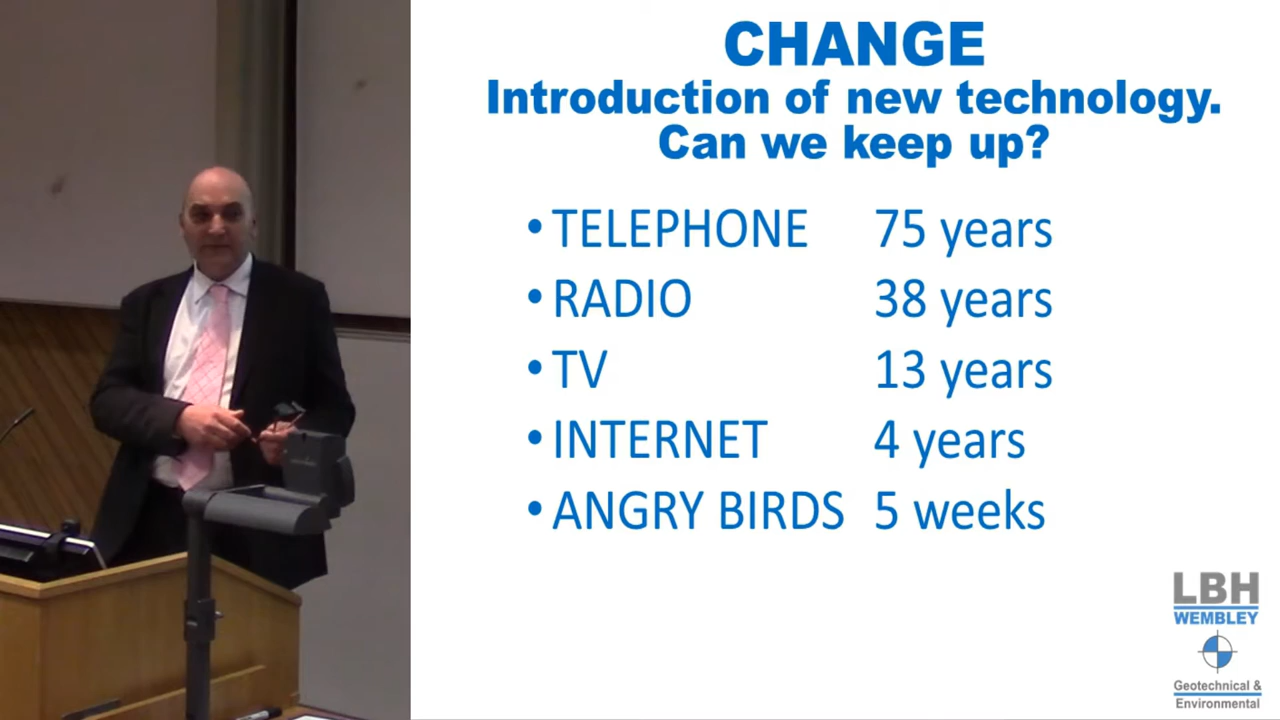 CHANGE
Introduction of new technology.
Can we keep up?
• TELEPHONE 75 years
• RADIO 38 years
• TV 13 years
• INTERNET 4 years
• ANGRY BIRDS 5 weeks
LBH
WEMBLEY
Geotechnical &
Environmental